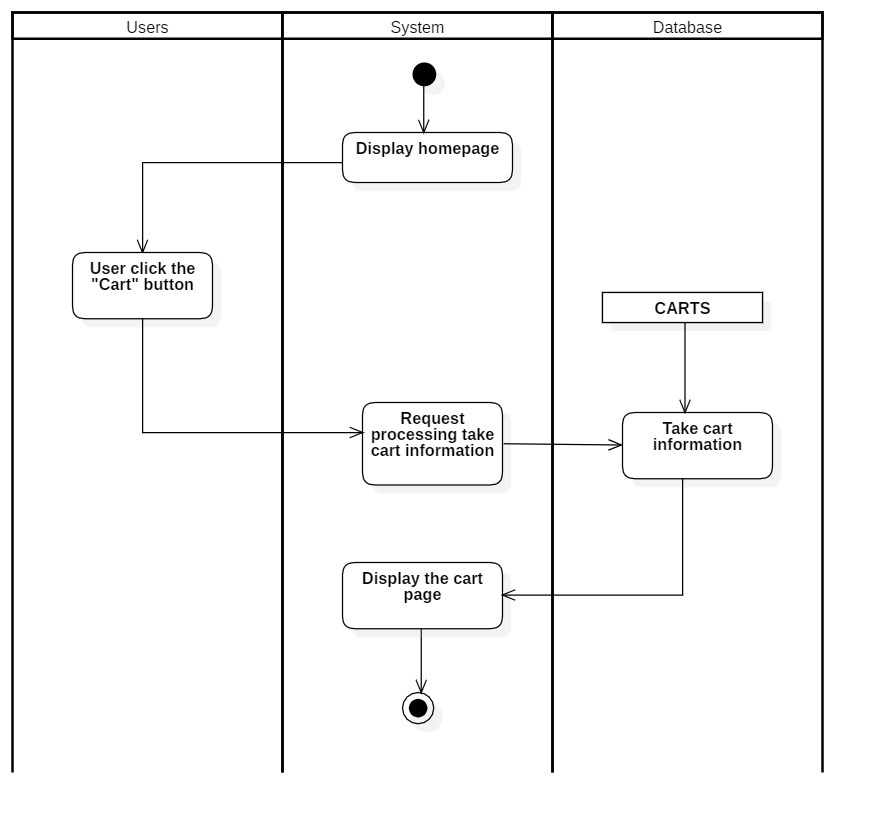 Users
System
Database
Display homepage
User click the
"Cart" button
CARTS
Request
processing take
cart information
Take cart
information
Display the cart
page